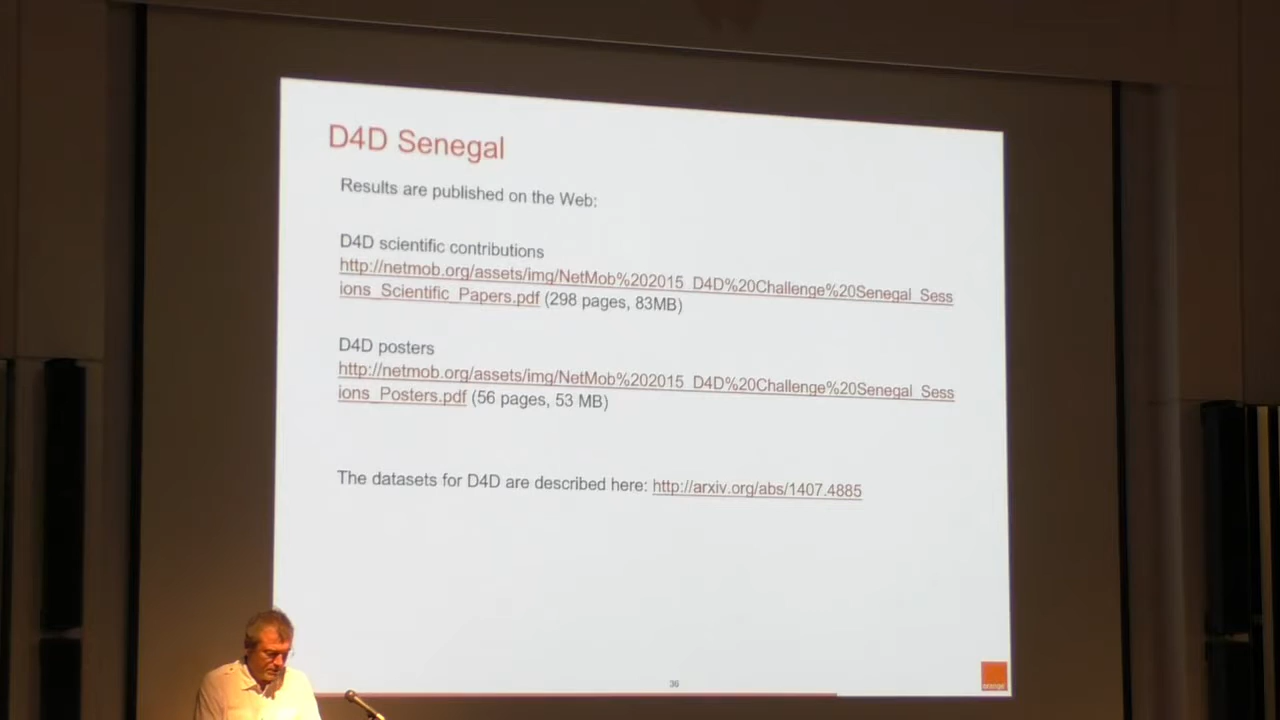 D4D Senegal
Results are published on the Web:
D4D scientific contributions
http://netmob.org/assets/img/NetMob%202015_D4D%20Challenge%20Senegal_Sess
ions_Scientific_Papers.pdf (298 pages, 83MB)
D4D posters
http://netmob.org/assets/img/NetMob%202015_D4D%20Challenge%20Senegal_Sess
ions_Posters.pdf (56 pages, 53 MB)
The datasets for D4D are described here: http://arxiv.org/abs/1407.4885
36
orange